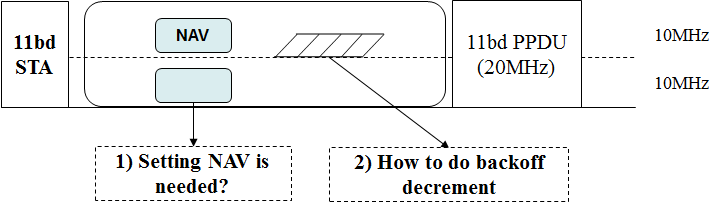 11bd
STA
NAV
11bd PPDU
(20MHz)
10MHz
10MHz
1) Setting NAV is
needed?
2) How to do backoff
decrement